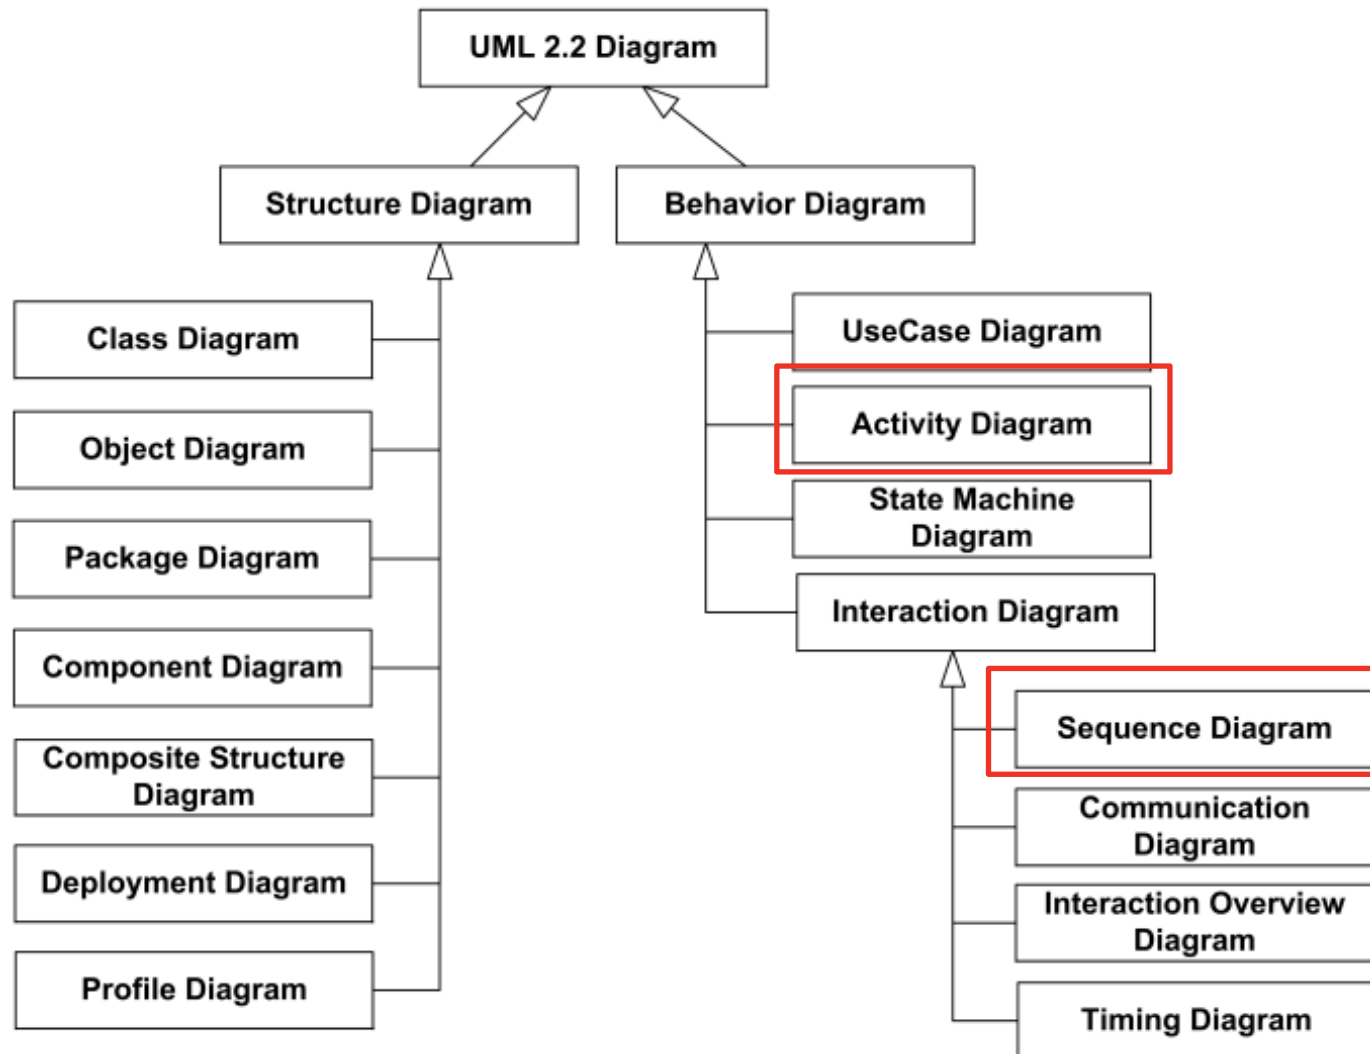 UML 2.2 Diagram
Structure Diagram
Behavior Diagram
Class Diagram
Object Diagram
Package Diagram
Component Diagram
Composite Structure
Diagram
Deployment Diagram
Profile Diagram
UseCase Diagram
Activity Diagram
State Machine
Diagram
Interaction Diagram
Sequence Diagram
Communication
Diagram
Interaction Overview
Diagram
Timing Diagram